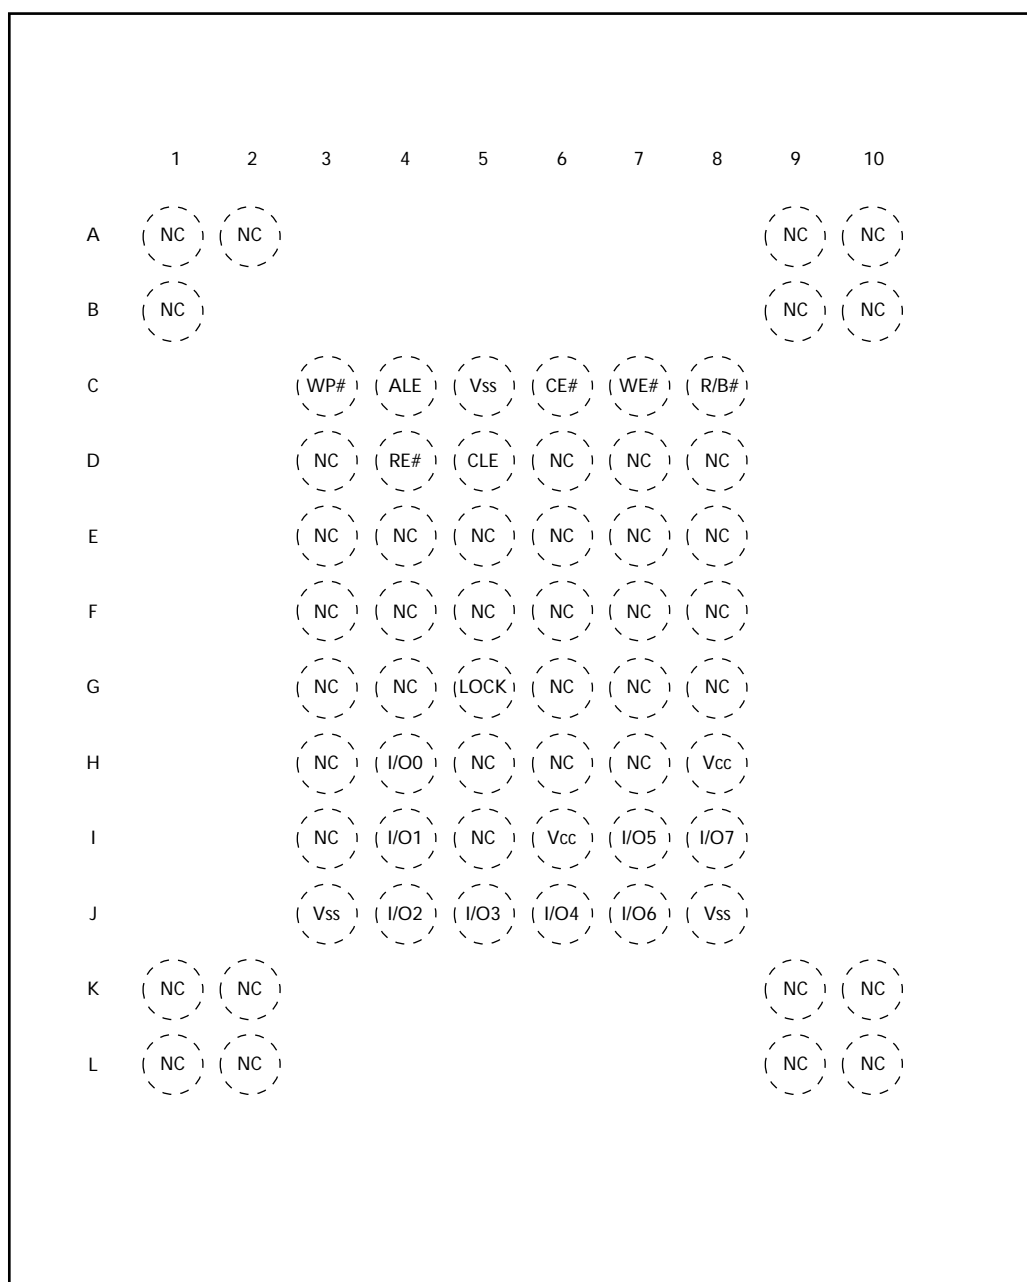 1 2 3 4 5 6 7 8 9 10
A NC NC NC NC
B NC NC NC
C WP# ALE Vss CE# WE# R/B#
D NC RE# CLE NC NC NC
E NC NC NC NC NC NC
F NC NC NC NC NC NC
G NC NC LOCK NC NC NC
H NC I/O0 NC NC NC Vcc
I NC I/O1 NC Vcc I/O5 I/O7
J Vss I/O2 I/O3 I/O4 I/O6 Vss
K NC NC NC NC
L NC NC NC NC